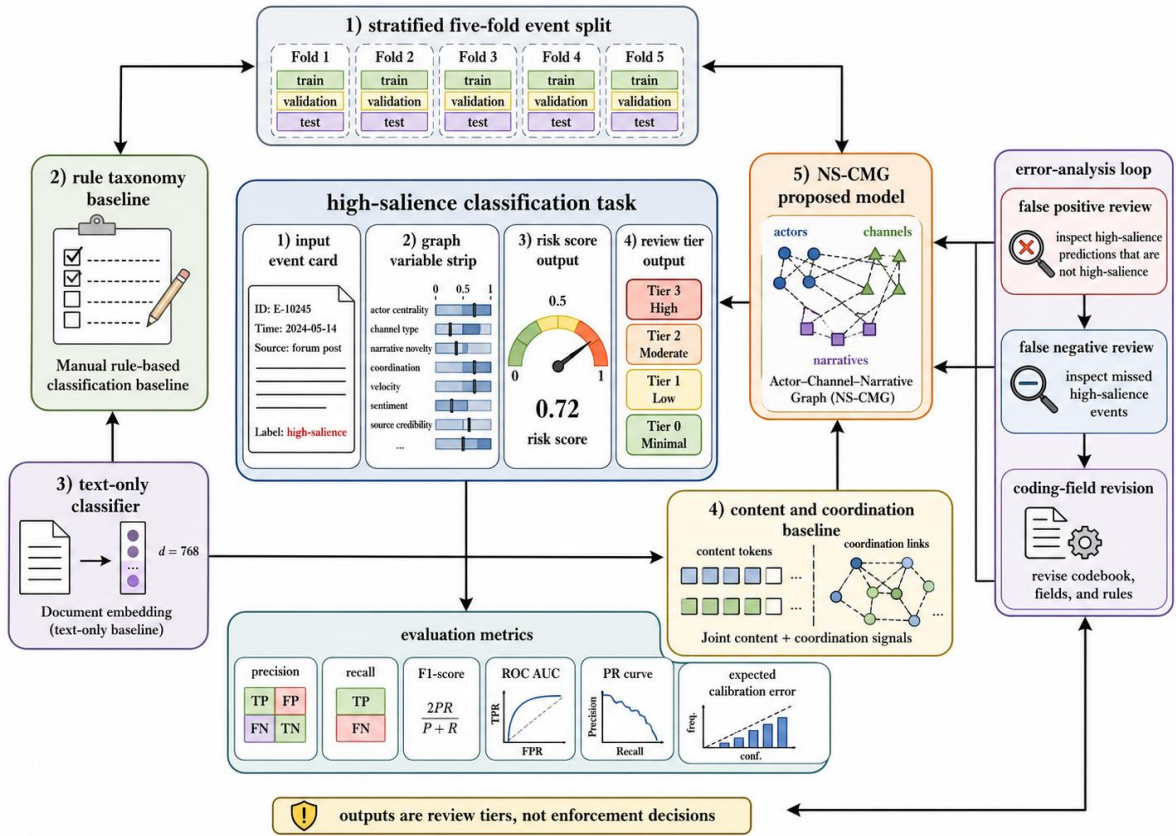 1) stratified five-fold event split
Fold 1
train
validation
test
Fold 2
train
validation
test
Fold 3
train
validation
test
Fold 4
train
validation
test
Fold 5
train
validation
test
2) rule taxonomy
baseline
Manual rule-based
classification baseline
high-salience classification task
1) input
event card
ID: E-10245
Time: 2024-05-14
Source: forum post
Label: high-salience
2) graph
variable strip
0 0.5 1
actor centrality
channel type
narrative novelty
coordination
velocity
sentiment
source credibility
...
3) risk score
output
0.5
0
1
0.72
risk score
4) review tier
output
Tier 3
High
Tier 2
Moderate
Tier 1
Low
Tier 0
Minimal
5) NS-CMG
proposed model
actors
channels
narratives
Actor–Channel–Narrative
Graph (NS-CMG)
error-analysis loop
false positive review
inspect high-salience
predictions that are
not high-salience
false negative review
inspect missed
high-salience
events
coding-field revision
revise codebook,
fields, and rules
3) text-only
classifier
...
d = 768
Document embedding
(text-only baseline)
4) content and coordination
baseline
content tokens
...
...
coordination links
...
Joint content + coordination signals
evaluation metrics
precision
TP FP
FN TN
recall
TP
FN
F1-score
2PR
P + R
ROC AUC
TPR
FPR
PR curve
Precision
Recall
expected
calibration error
freq.
conf.
outputs are review tiers, not enforcement decisions